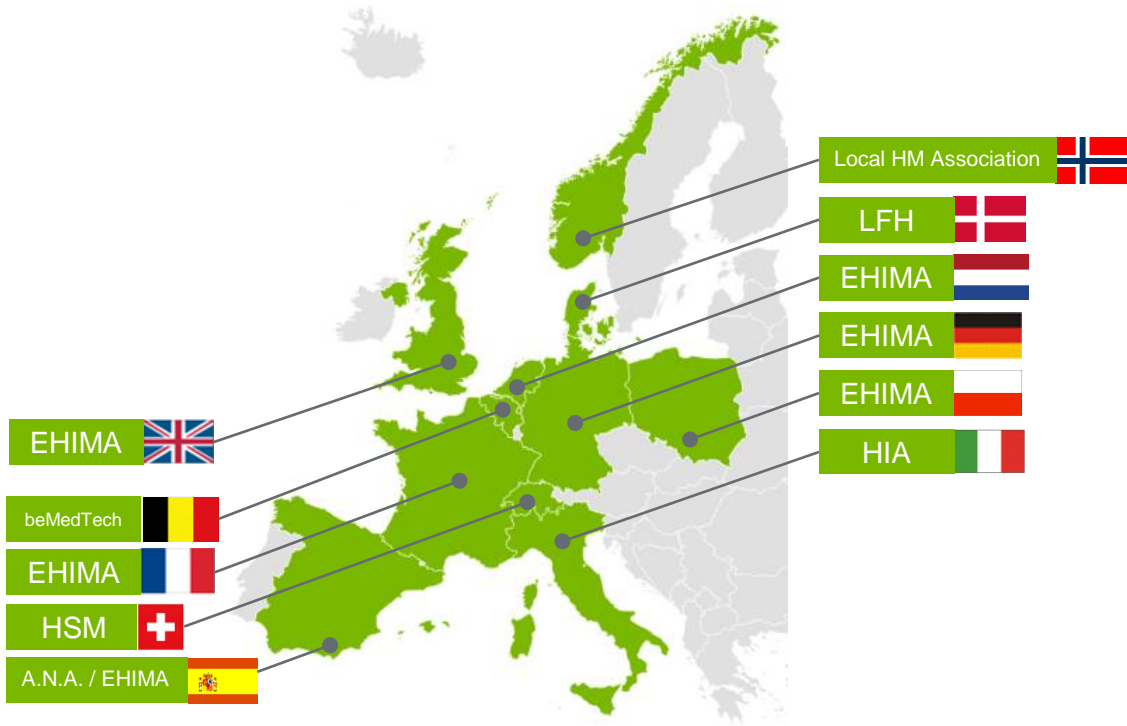 Local HM Association
LFH
EHIMA
EHIMA
EHIMA
HIA
EHIMA
beMedTech
EHIMA
HSM
A.N.A. / EHIMA